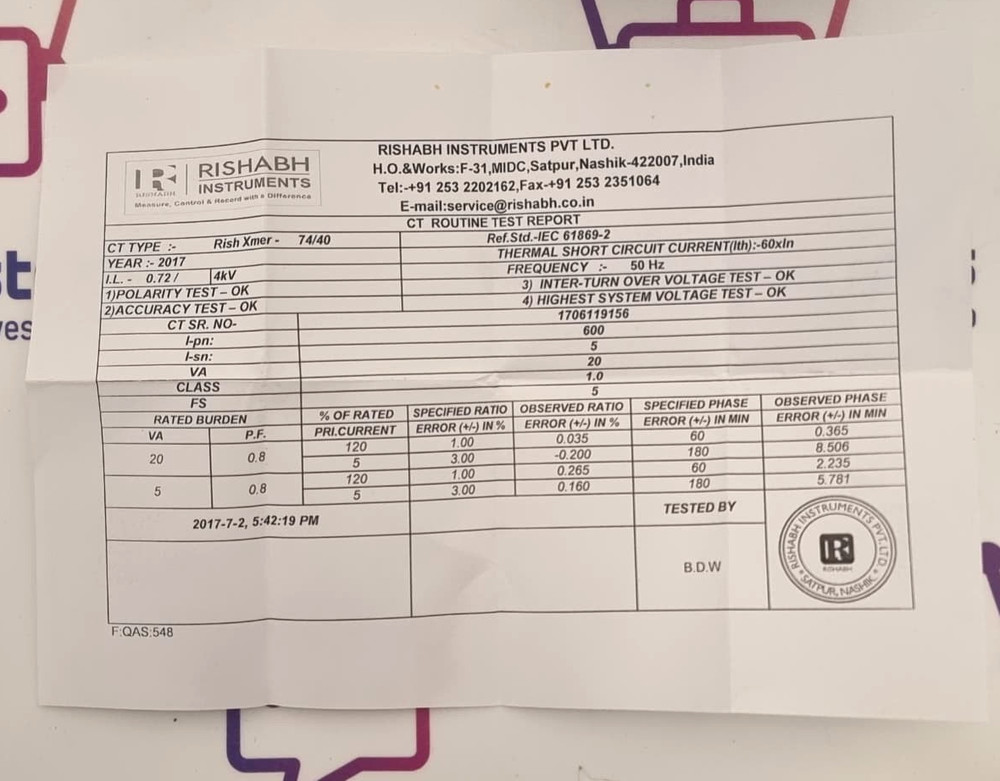 RISHABH
INSTRUMENTS
RISHABH
Measure, Control & Record with a Difference
RISHABH INSTRUMENTS PVT LTD.
H.O.&Works:F-31,MIDC,Satpur,Nashik-422007,India
Tel:-+91 253 2202162,Fax-+91 253 2351064
E-mail:service@rishabh.co.in
CT ROUTINE TEST REPORT
CT TYPE :- Rish Xmer - 74/40
Ref.Std.-IEC 61869-2
YEAR :- 2017
THERMAL SHORT CIRCUIT CURRENT(Ith):-60xIn
I.L. - 0.72 / 4kV
FREQUENCY :- 50 Hz
1)POLARITY TEST – OK
3) INTER-TURN OVER VOLTAGE TEST – OK
2)ACCURACY TEST – OK
4) HIGHEST SYSTEM VOLTAGE TEST – OK
CT SR. NO- 1706119156
I-pn: 600
I-sn: 5
VA 20
CLASS 1.0
FS 5
RATED BURDEN % OF RATED SPECIFIED RATIO OBSERVED RATIO SPECIFIED PHASE OBSERVED PHASE
VA P.F. PRI.CURRENT ERROR (+/-) IN % ERROR (+/-) IN % ERROR (+/-) IN MIN ERROR (+/-) IN MIN
20 0.8 120 1.00 0.035 60 0.365
5 3.00 -0.200 180 8.506
5 0.8 120 1.00 0.265 60 2.235
5 3.00 0.160 180 5.781
2017-7-2, 5:42:19 PM
TESTED BY
B.D.W
RISHABH INSTRUMENTS PVT. LTD.
RISHABH
* SATPUR, NASHIK *
F:QAS:548